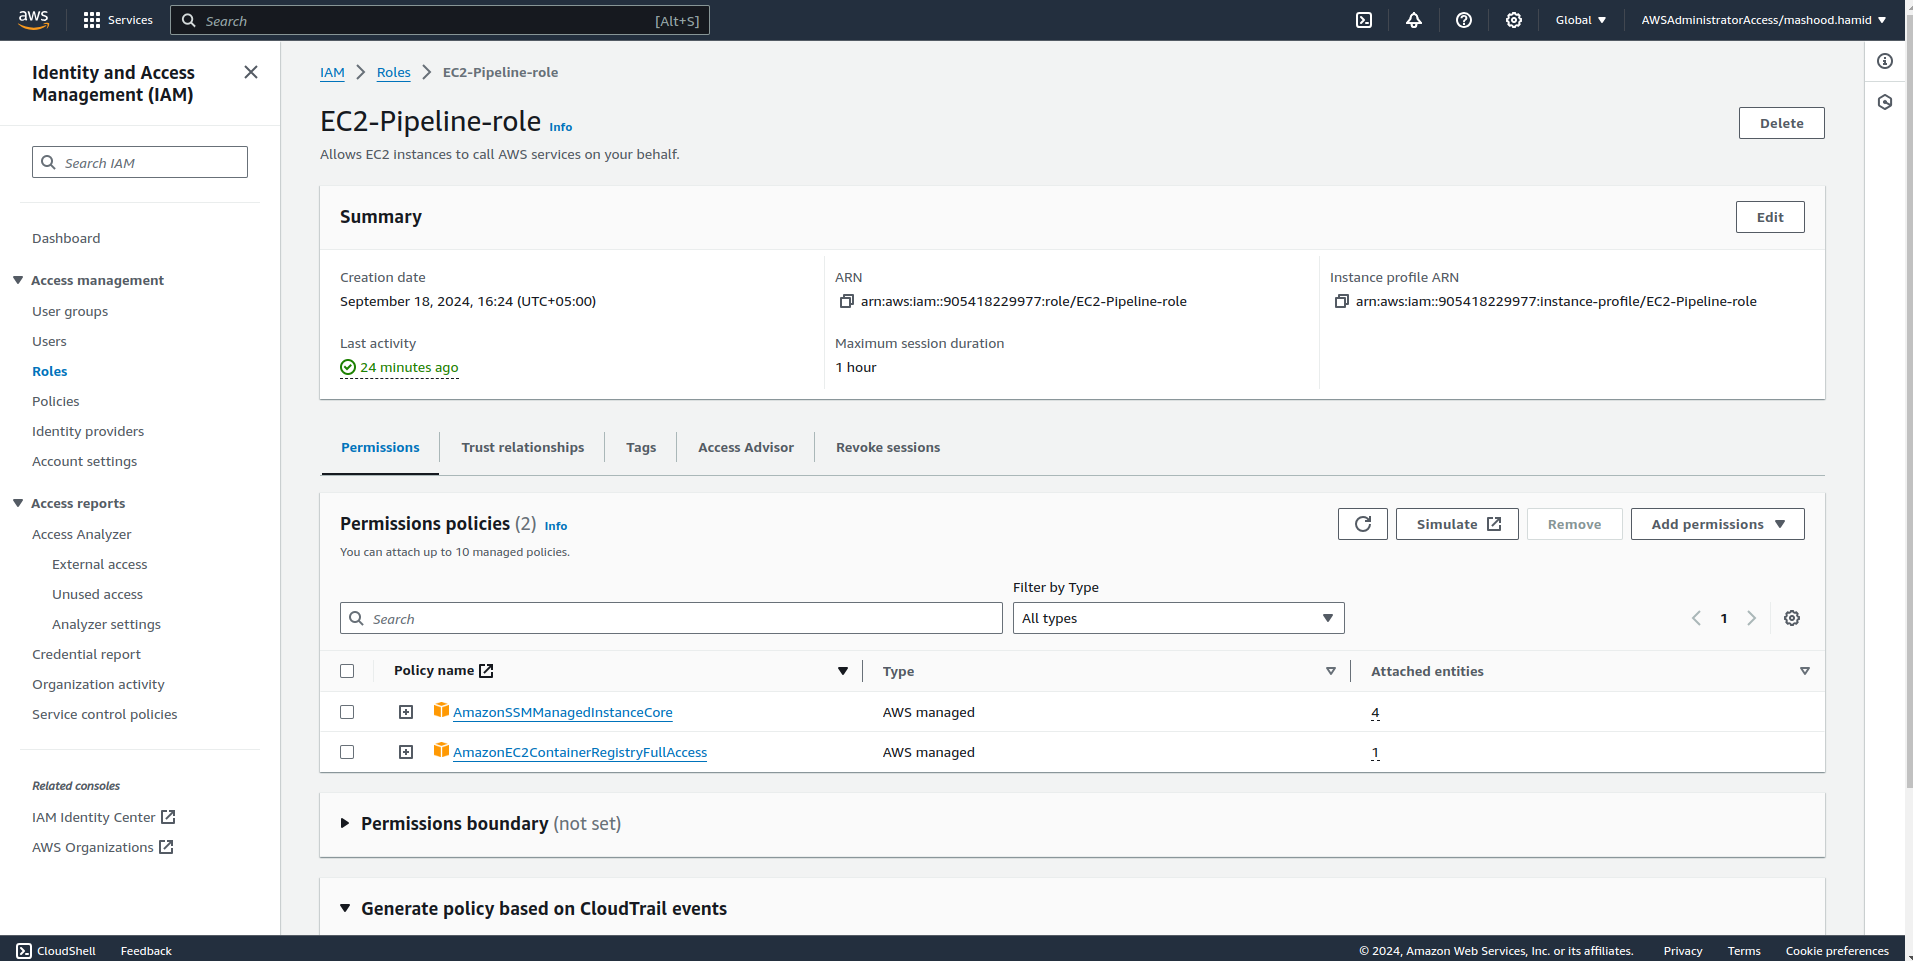 aws
Services
Search
[Alt+S]
Global
AWSAdministratorAccess/mashood.hamid
Identity and Access
Management (IAM)
Search IAM
Dashboard
Access management
User groups
Users
Roles
Policies
Identity providers
Account settings
Access reports
Access Analyzer
External access
Unused access
Analyzer settings
Credential report
Organization activity
Service control policies
Related consoles
IAM Identity Center
AWS Organizations
IAM
Roles
EC2-Pipeline-role
EC2-Pipeline-role Info
Delete
Allows EC2 instances to call AWS services on your behalf.
Summary
Edit
Creation date
September 18, 2024, 16:24 (UTC+05:00)
Last activity
24 minutes ago
ARN
arn:aws:iam::905418229977:role/EC2-Pipeline-role
Maximum session duration
1 hour
Instance profile ARN
arn:aws:iam::905418229977:instance-profile/EC2-Pipeline-role
Permissions
Trust relationships
Tags
Access Advisor
Revoke sessions
Permissions policies (2) Info
You can attach up to 10 managed policies.
Simulate
Remove
Add permissions
Filter by Type
Search
All types
1
Policy name
Type
Attached entities
AmazonSSMManagedInstanceCore
AWS managed
4
AmazonEC2ContainerRegistryFullAccess
AWS managed
1
Permissions boundary (not set)
Generate policy based on CloudTrail events
CloudShell
Feedback
© 2024, Amazon Web Services, Inc. or its affiliates.
Privacy
Terms
Cookie preferences